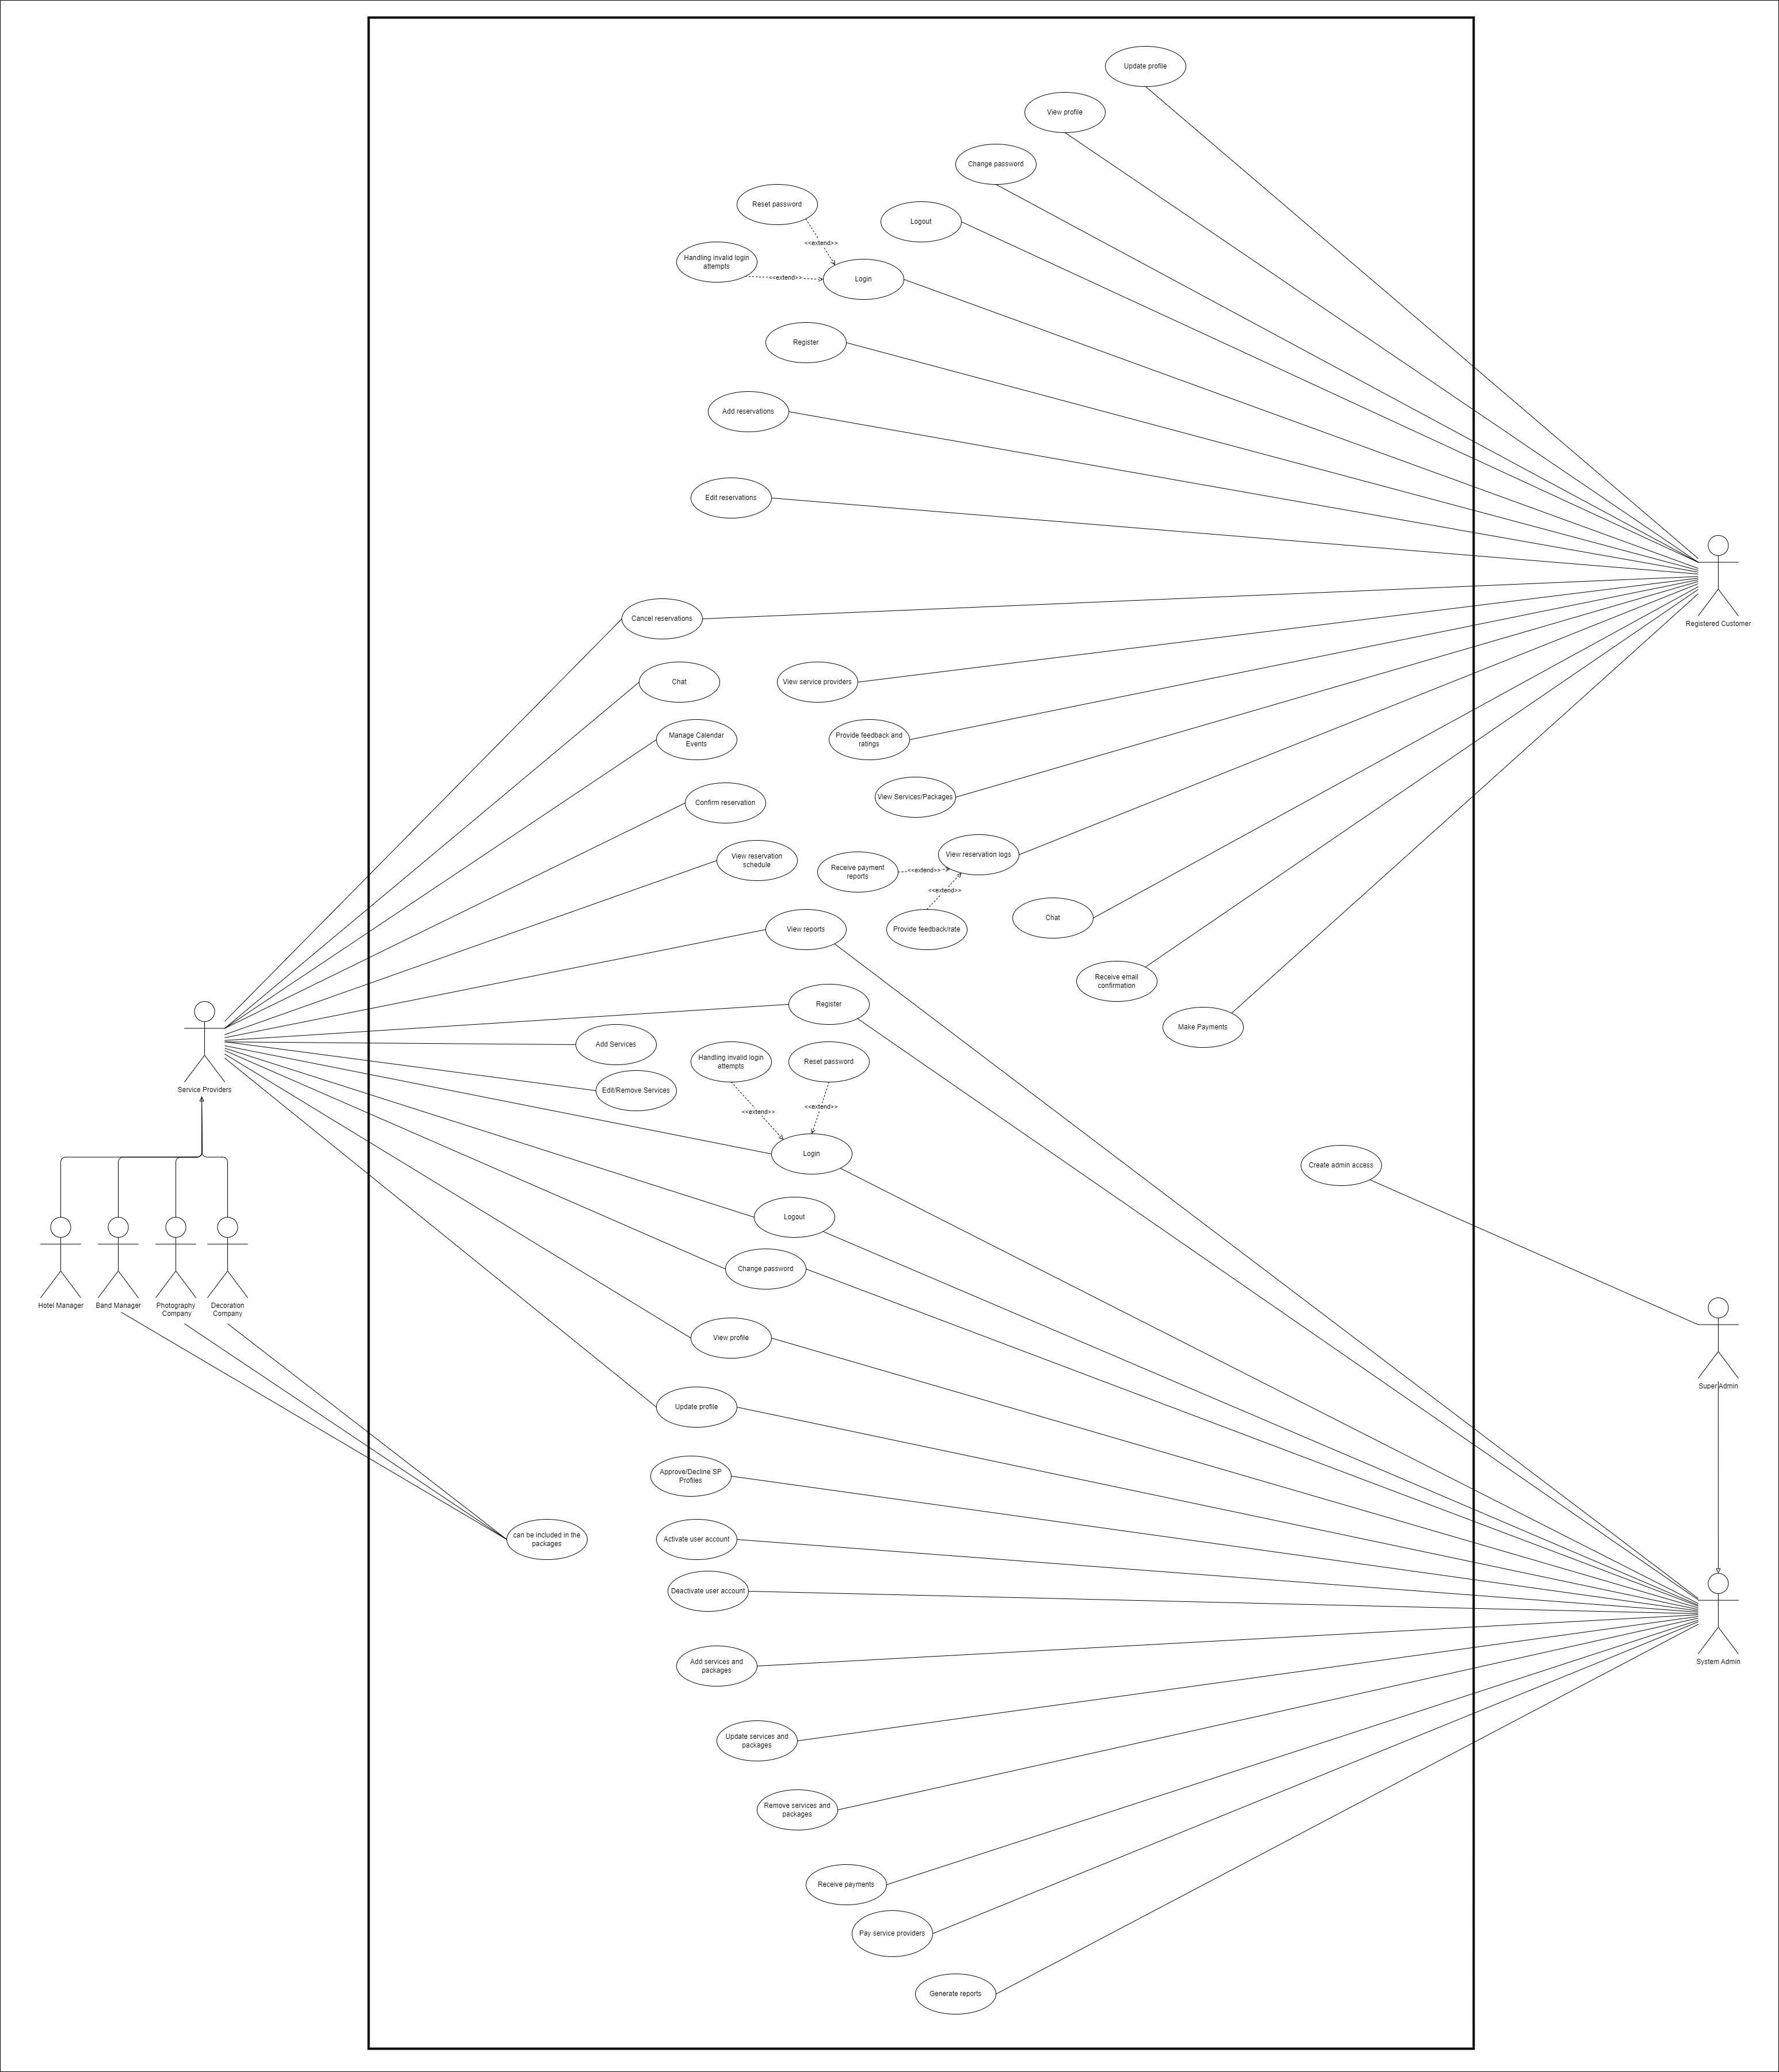 Update profile
View profile
Change password
Reset password
Logout
<<extend>>
Handling invalid login
attempts
<<extend>>
Login
Register
Add reservations
Edit reservations
Registered Customer
Cancel reservations
Chat
View service providers
Manage Calendar
Events
Provide feedback and
ratings
Confirm reservation
View Services/Packages
View reservation
schedule
View reservation logs
Receive payment
reports
<<extend>>
<<extend>>
Chat
View reports
Provide feedback/rate
Receive email
confirmation
Register
Make Payments
Service Providers
Add Services
Handling invalid login
attempts
Reset password
Edit/Remove Services
<<extend>>
<<extend>>
Login
Create admin access
Logout
Change password
Hotel Manager
Band Manager
Photography
Company
Decoration
Company
View profile
Super Admin
Update profile
Approve/Decline SP
Profiles
can be included in the
packages
Activate user account
Deactivate user account
Add services and
packages
System Admin
Update services and
packages
Remove services and
packages
Receive payments
Pay service providers
Generate reports